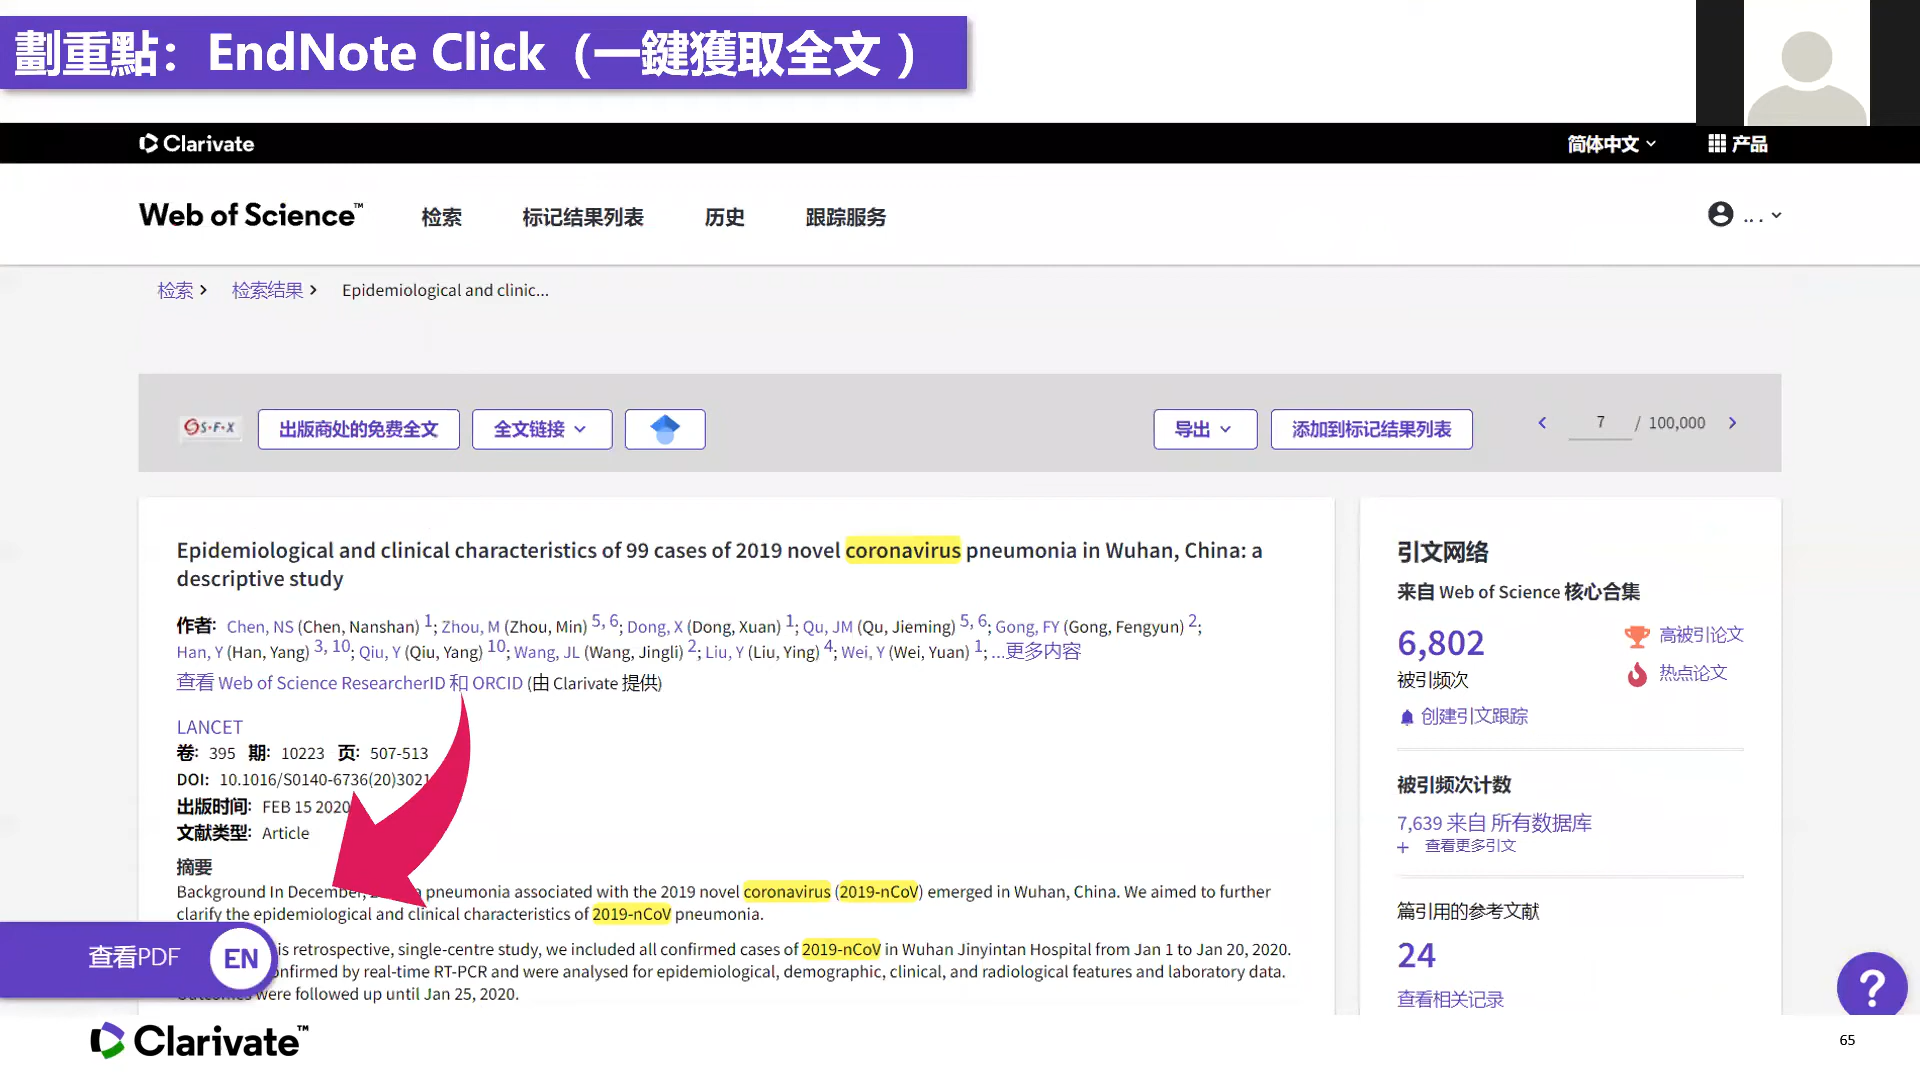 劃重點：EndNote Click（一鍵獲取全文 ）
Clarivate
简体中文
产品
Web of Science™
检索
标记结果列表
历史
跟踪服务
...
检索 > 检索结果 > Epidemiological and clinic...
S·F·X
出版商处的免费全文
全文链接
导出
添加到标记结果列表
7 / 100,000
Epidemiological and clinical characteristics of 99 cases of 2019 novel coronavirus pneumonia in Wuhan, China: a
descriptive study
作者: Chen, NS (Chen, Nanshan) 1; Zhou, M (Zhou, Min) 5, 6; Dong, X (Dong, Xuan) 1; Qu, JM (Qu, Jieming) 5, 6; Gong, FY (Gong, Fengyun) 2;
Han, Y (Han, Yang) 3, 10; Qiu, Y (Qiu, Yang) 10; Wang, JL (Wang, Jingli) 2; Liu, Y (Liu, Ying) 4; Wei, Y (Wei, Yuan) 1; ...更多内容
查看 Web of Science ResearcherID 和 ORCID (由 Clarivate 提供)
LANCET
卷: 395 期: 10223 页: 507-513
DOI: 10.1016/S0140-6736(20)3021
出版时间: FEB 15 2020
文献类型: Article
摘要
Background In December, pneumonia associated with the 2019 novel coronavirus (2019-nCoV) emerged in Wuhan, China. We aimed to further
clarify the epidemiological and clinical characteristics of 2019-nCoV pneumonia.
is retrospective, single-centre study, we included all confirmed cases of 2019-nCoV in Wuhan Jinyintan Hospital from Jan 1 to Jan 20, 2020.
onfirmed by real-time RT-PCR and were analysed for epidemiological, demographic, clinical, and radiological features and laboratory data.
Outcomes were followed up until Jan 25, 2020.
查看PDF
EN
引文网络
来自 Web of Science 核心合集
6,802
被引频次
高被引论文
热点论文
创建引文跟踪
被引频次计数
7,639 来自 所有数据库
+ 查看更多引文
篇引用的参考文献
24
查看相关记录
?
Clarivate™
65